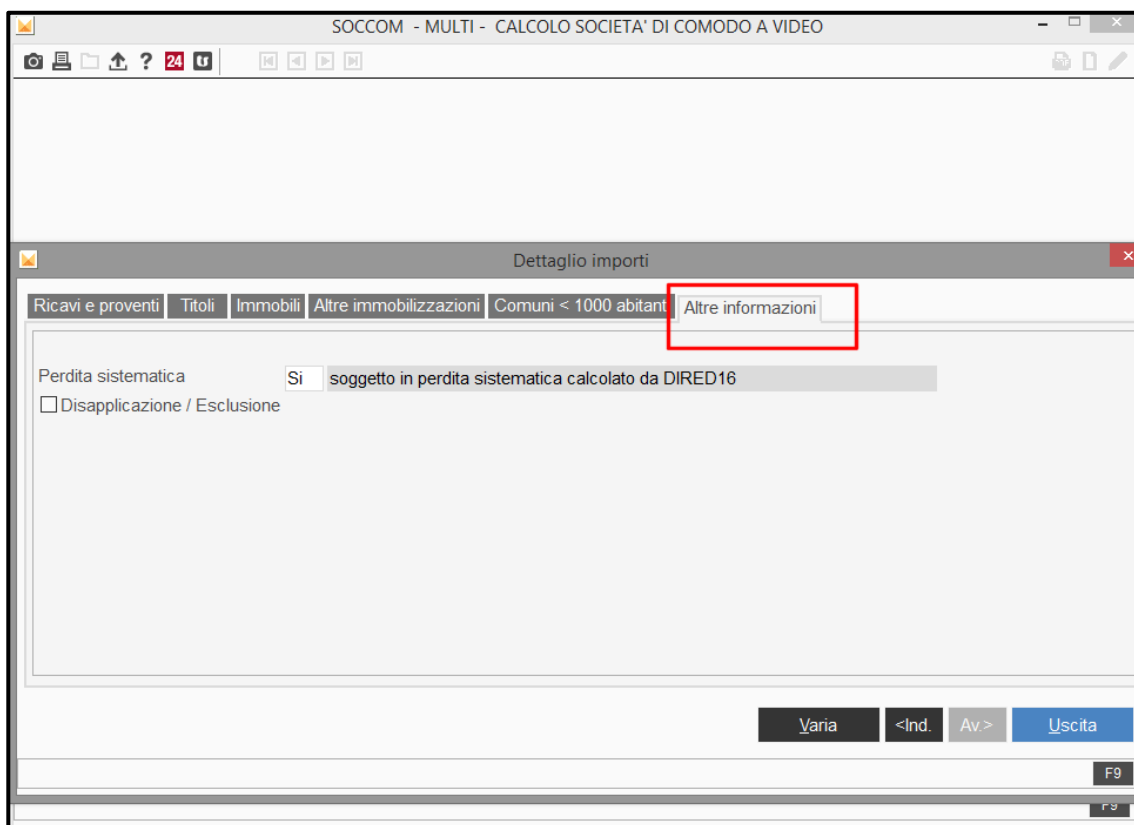 SOCCOM - MULTI - CALCOLO SOCIETA' DI COMODO A VIDEO
? 24
Dettaglio importi
Ricavi e proventi Titoli Immobili Altre immobilizzazioni Comuni < 1000 abitant Altre informazioni
Perdita sistematica Si soggetto in perdita sistematica calcolato da DIRED16
Disapplicazione / Esclusione
Varia <Ind. Av.> Uscita
F9
F9